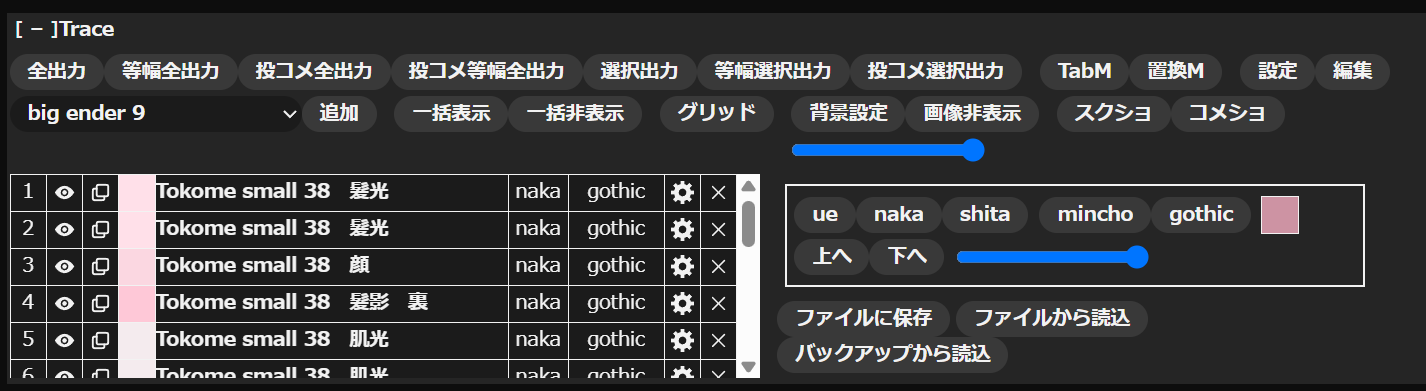 [ − ]Trace
全出力 等幅全出力 投コメ全出力 投コメ等幅全出力 選択出力 等幅選択出力 投コメ選択出力 TabM 置換M 設定 編集
big ender 9 追加 一括表示 一括非表示 グリッド 背景設定 画像非表示 スクショ コメショ
1 Tokome small 38　髪光 naka gothic
2 Tokome small 38　髪光 naka gothic
3 Tokome small 38　顔 naka gothic
4 Tokome small 38　髪影　裏 naka gothic
5 Tokome small 38　肌光 naka gothic
6 Tokome small 38　肌光 naka gothic
ue naka shita mincho gothic
上へ 下へ
ファイルに保存 ファイルから読込
バックアップから読込